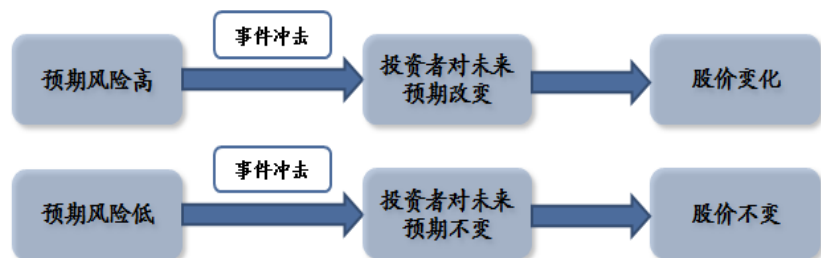 事件冲击
预期风险高
投资者对未来
预期改变
股价变化
事件冲击
预期风险低
投资者对未来
预期不变
股价不变